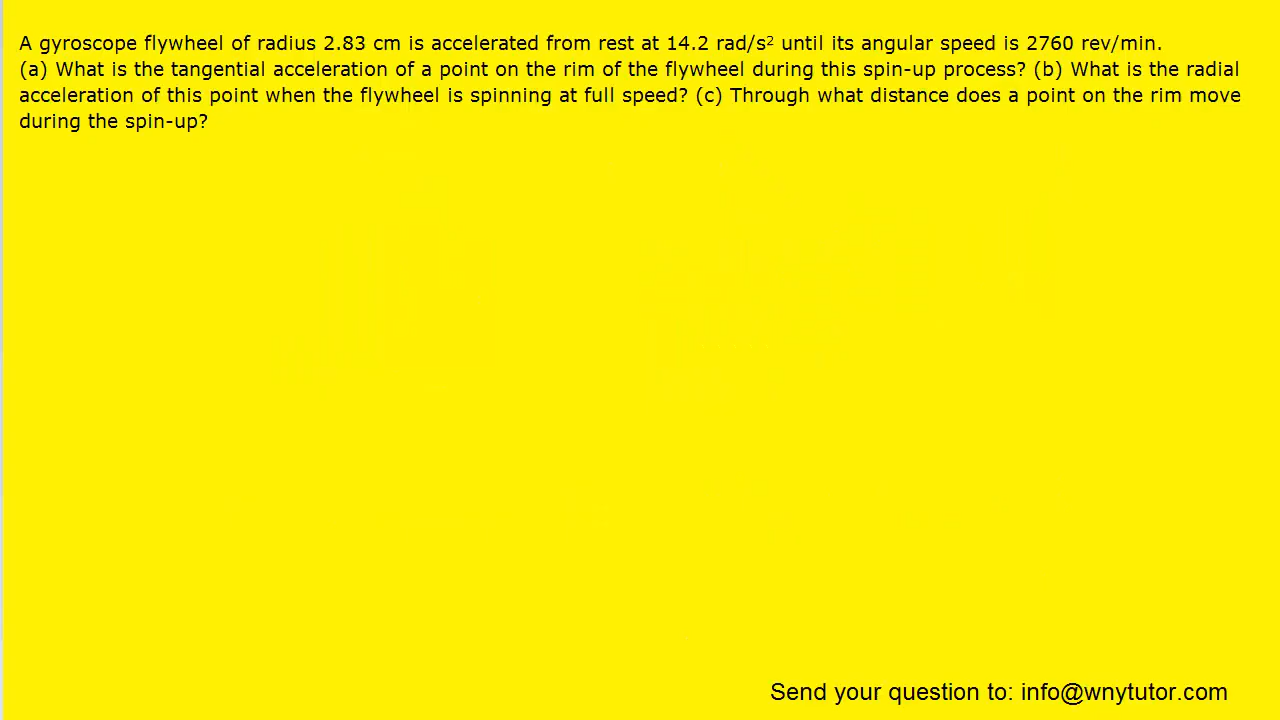 A gyroscope flywheel of radius 2.83 cm is accelerated from rest at 14.2 rad/s² until its angular speed is 2760 rev/min.
(a) What is the tangential acceleration of a point on the rim of the flywheel during this spin-up process? (b) What is the radial
acceleration of this point when the flywheel is spinning at full speed? (c) Through what distance does a point on the rim move
during the spin-up?
Send your question to: info@wnytutor.com